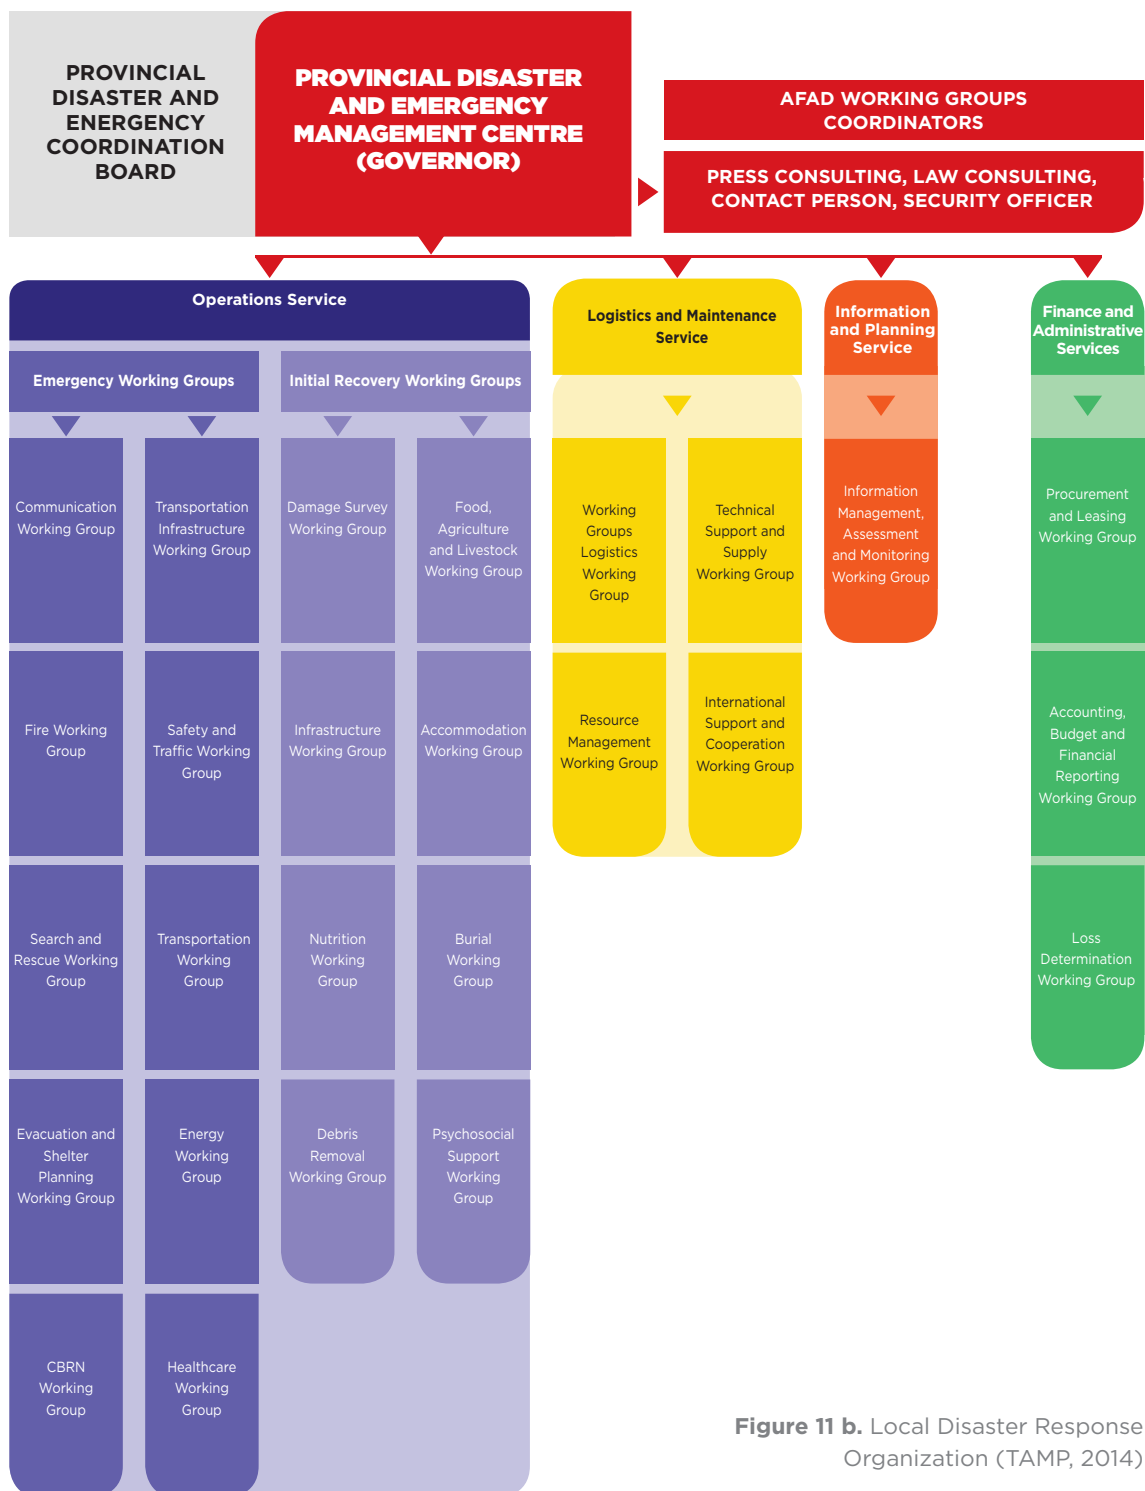 PROVINCIAL
DISASTER AND
ENERGENCY
COORDINATION
BOARD
PROVINCIAL DISASTER
AND EMERGENCY
MANAGEMENT CENTRE
(GOVERNOR)
AFAD WORKING GROUPS
COORDINATORS
PRESS CONSULTING, LAW CONSULTING,
CONTACT PERSON, SECURITY OFFICER
Operations Service
Emergency Working Groups
Initial Recovery Working Groups
Communication
Working Group
Transportation
Infrastructure
Working Group
Damage Survey
Working Group
Food,
Agriculture
and Livestock
Working Group
Fire Working
Group
Safety and
Traffic Working
Group
Infrastructure
Working Group
Accommodation
Working Group
Search and
Rescue Working
Group
Transportation
Working
Group
Nutrition
Working
Group
Burial
Working
Group
Evacuation and
Shelter
Planning
Working Group
Energy
Working
Group
Debris
Removal
Working Group
Psychosocial
Support
Working
Group
CBRN
Working
Group
Healthcare
Working
Group
Logistics and Maintenance
Service
Working
Groups
Logistics
Working
Group
Technical
Support and
Supply
Working Group
Resource
Management
Working Group
International
Support and
Cooperation
Working Group
Information
and Planning
Service
Information
Management,
Assessment
and Monitoring
Working Group
Finance and
Administrative
Services
Procurement
and Leasing
Working Group
Accounting,
Budget and
Financial
Reporting
Working Group
Loss
Determination
Working Group
Figure 11 b. Local Disaster Response
Organization (TAMP, 2014)